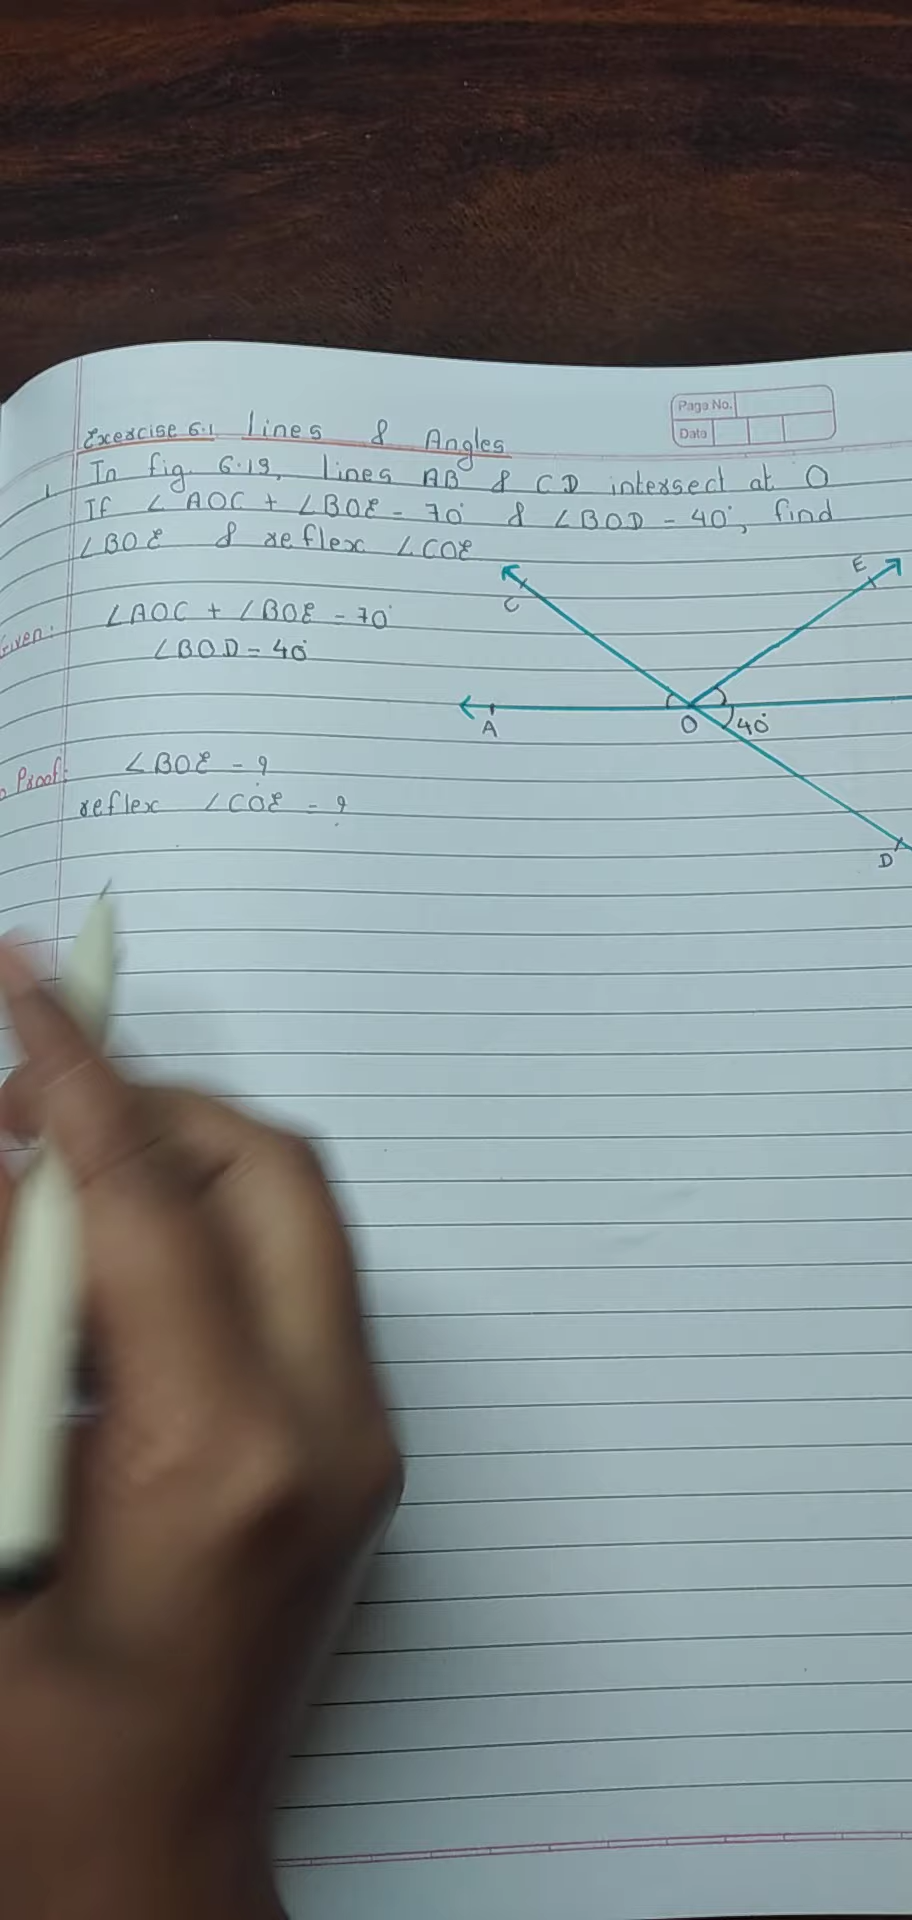 Page No.
Date
Exercise 6.1 Lines & Angles
1. In fig. 6.19, lines AB & CD intersect at O
If ∠AOC + ∠BOE = 70° & ∠BOD = 40°, find
∠BOE & reflex ∠COE
Given: ∠AOC + ∠BOE = 70°
∠BOD = 40°
Proof: ∠BOE = ?
reflex ∠COE = ?
C
E
A
O
40°
D